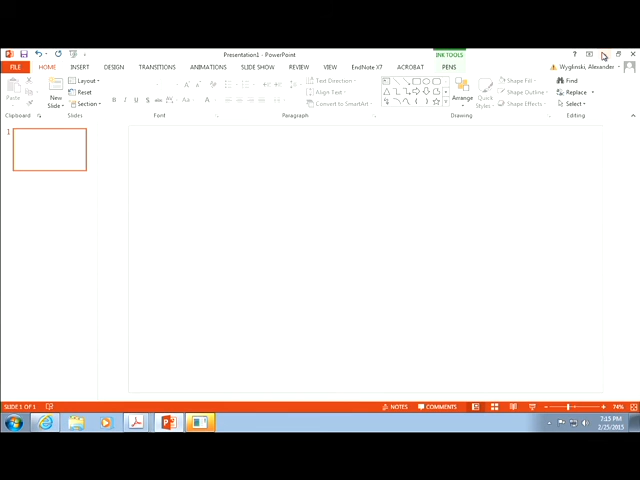 Presentation1 - PowerPoint
INK TOOLS
?
FILE HOME INSERT DESIGN TRANSITIONS ANIMATIONS SLIDE SHOW REVIEW VIEW EndNote X7 ACROBAT PENS
Wyglinski, Alexander
Paste
New
Slide
Layout
Reset
Section
B I U S
Text Direction
Align Text
Convert to SmartArt
Arrange
Quick
Styles
Shape Fill
Shape Outline
Shape Effects
Find
Replace
Select
Slides
Font
Paragraph
Drawing
Editing
1
SLIDE 1 OF 1
NOTES
COMMENTS
74%
7:15 PM
2/25/2015